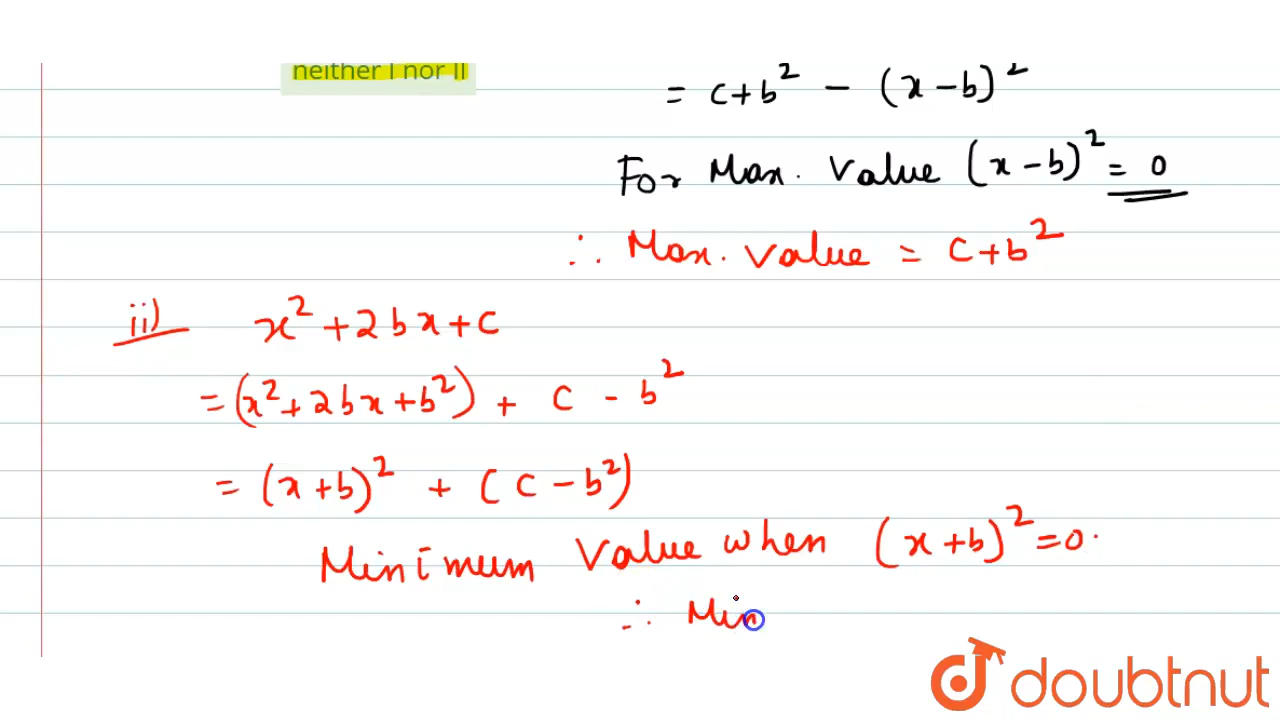 neither I nor II
= c+b² - (x-b)²
For Max. Value (x-b)² = 0
∴ Max. Value = c+b²
ii) x²+2bx+c
= (x²+2bx+b²) + c - b²
= (x+b)² + (c-b²)
Minimum Value when (x+b)² = 0.
∴ Min
doubtnut